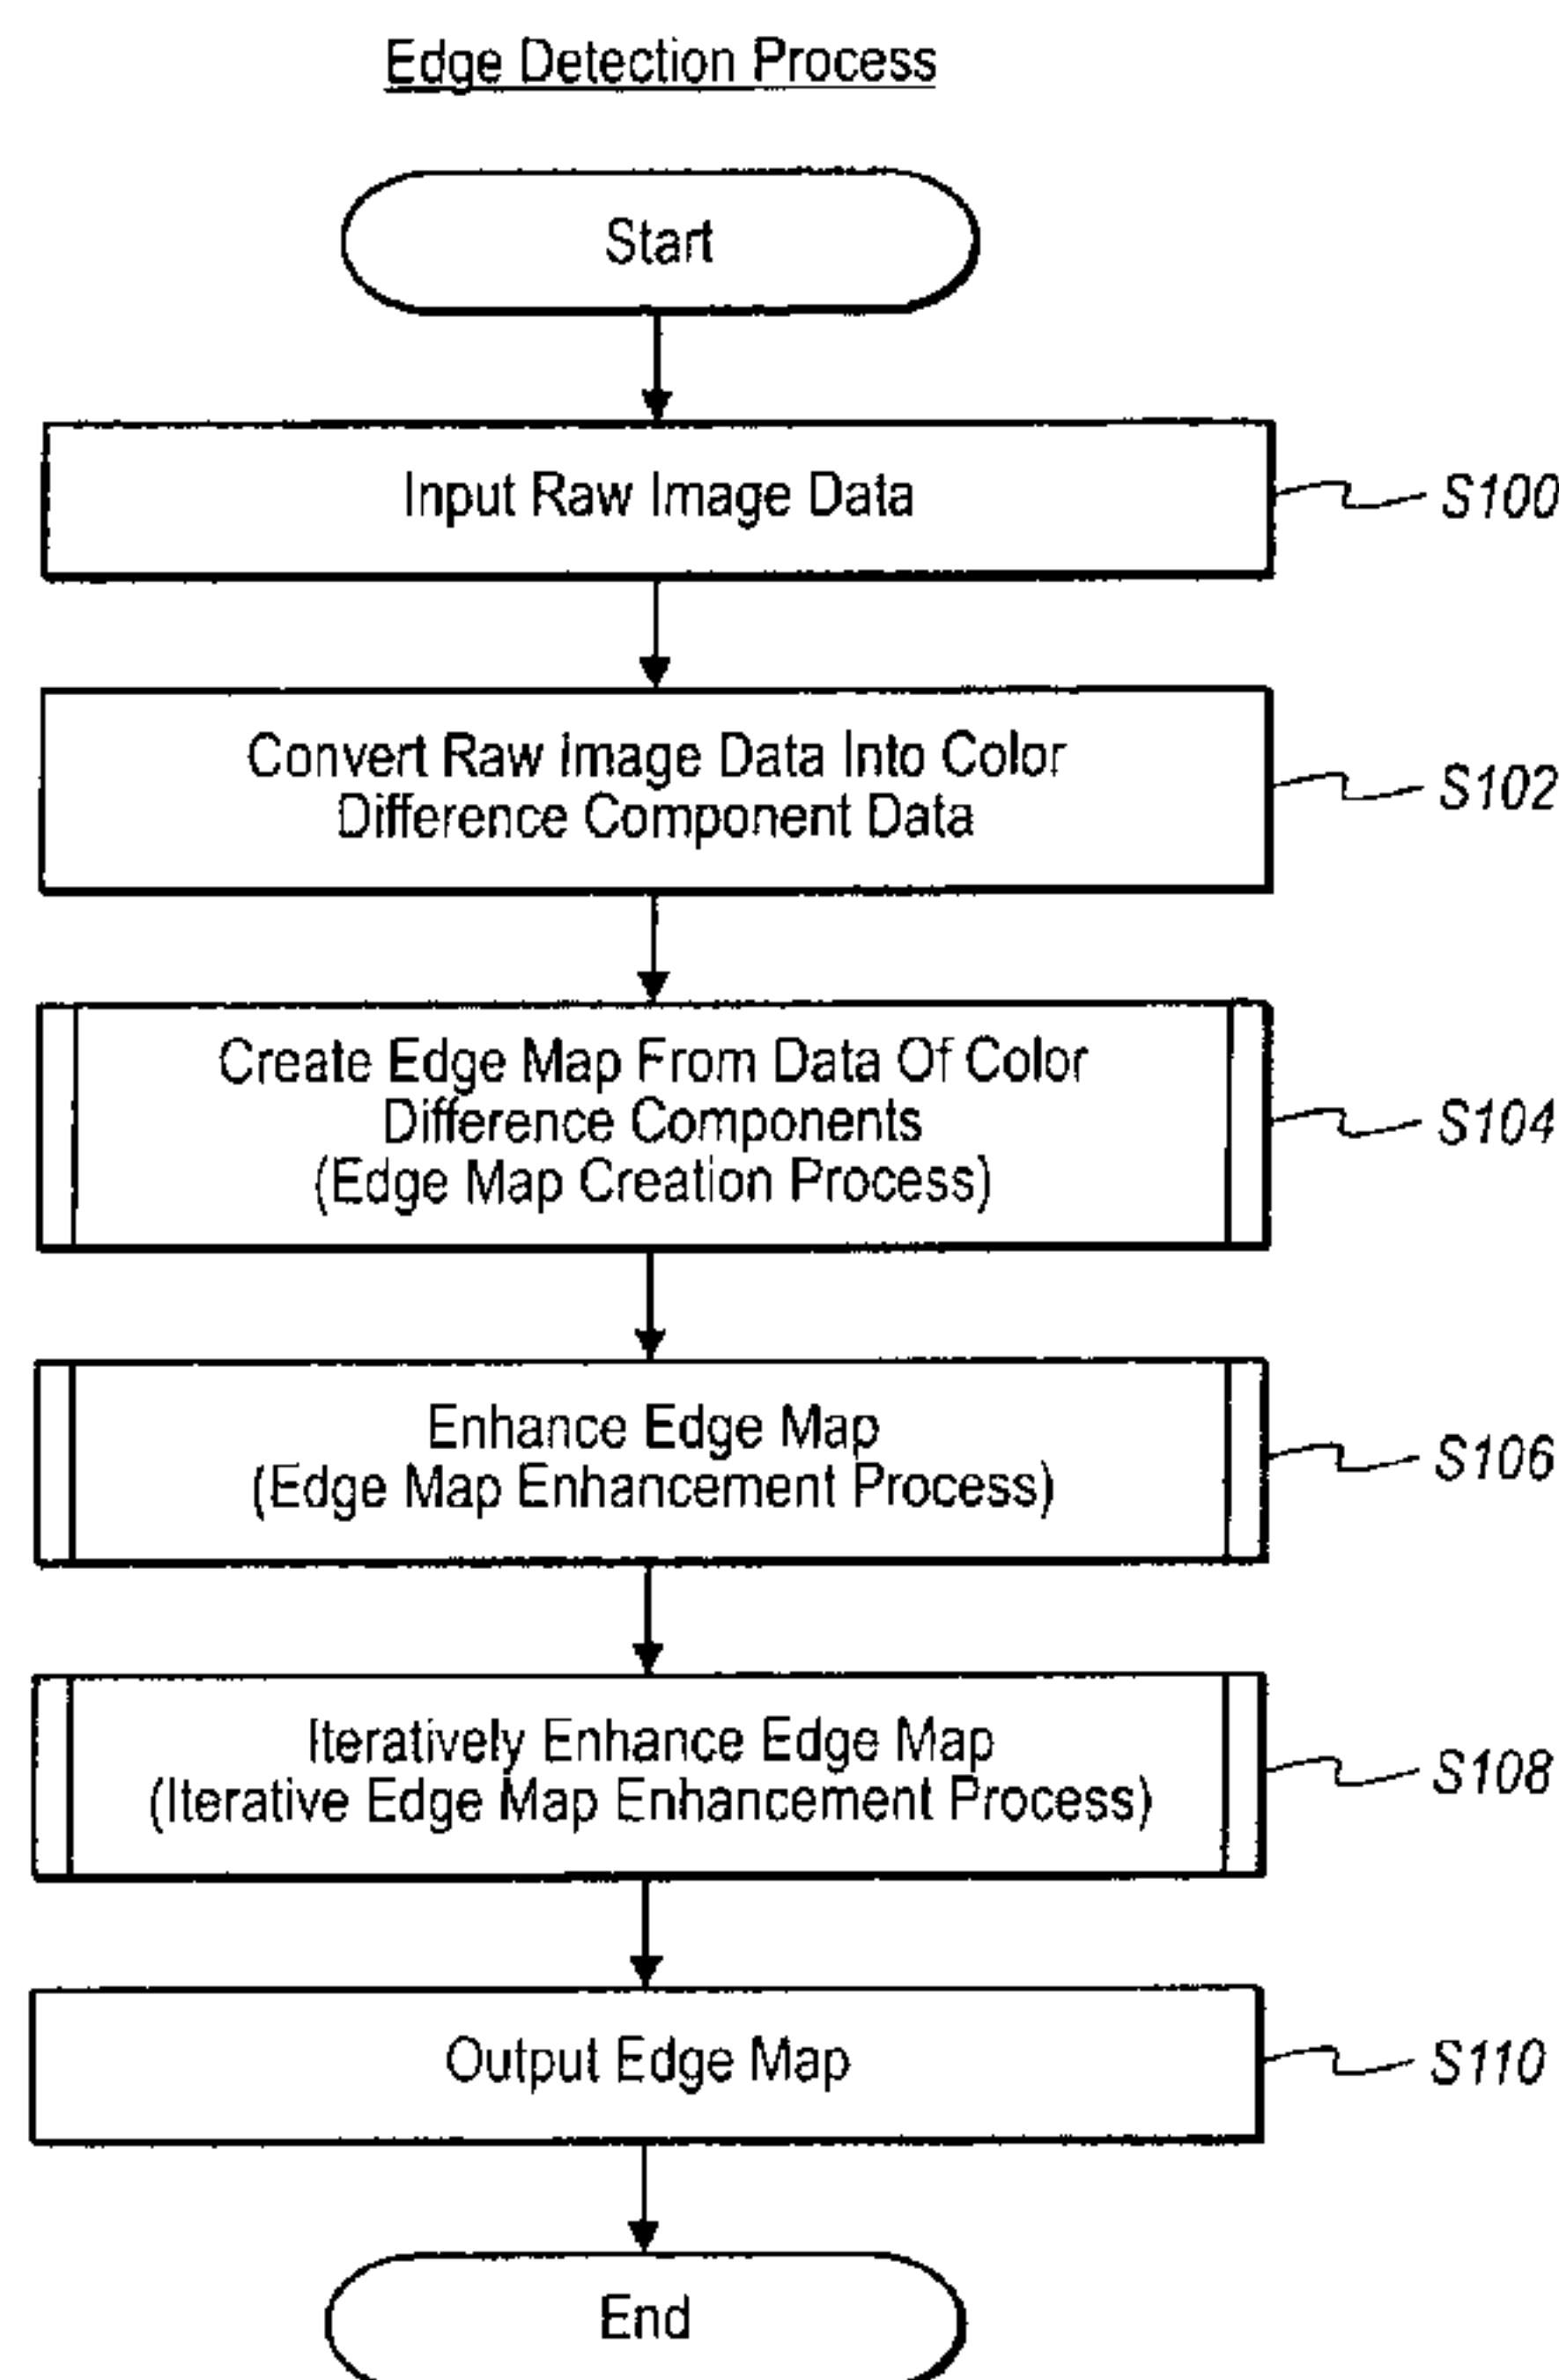 Edge Detection Process
Start
Input Raw Image Data
S100
Convert Raw Image Data Into Color
Difference Component Data
S102
Create Edge Map From Data Of Color
Difference Components
(Edge Map Creation Process)
S104
Enhance Edge Map
(Edge Map Enhancement Process)
S106
Iteratively Enhance Edge Map
(Iterative Edge Map Enhancement Process)
S108
Output Edge Map
S110
End